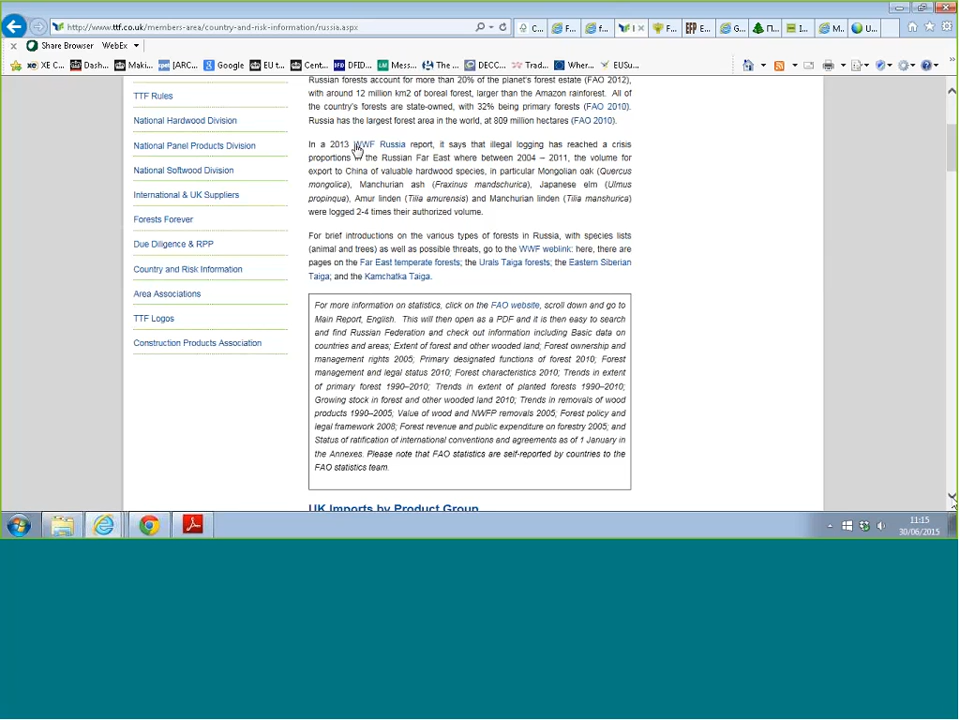 http://www.ttf.co.uk/members-area/country-and-risk-information/russia.aspx
C... F... f... I F... E... G... П... I... M... U...
Share Browser WebEx
XE C... Dash... Maki... JARC... Google EU t... Cent... DFID... Mess... The ... DECC... Trad... Wher... EUSu...
TTF Rules
National Hardwood Division
National Panel Products Division
National Softwood Division
International & UK Suppliers
Forests Forever
Due Diligence & RPP
Country and Risk Information
Area Associations
TTF Logos
Construction Products Association
Russian forests account for more than 20% of the planet's forest estate (FAO 2012),
with around 12 million km2 of boreal forest, larger than the Amazon rainforest. All of
the country's forests are state-owned, with 32% being primary forests (FAO 2010).
Russia has the largest forest area in the world, at 809 million hectares (FAO 2010).
In a 2013 WWF Russia report, it says that illegal logging has reached a crisis
proportions in the Russian Far East where between 2004 – 2011, the volume for
export to China of valuable hardwood species, in particular Mongolian oak (Quercus
mongolica), Manchurian ash (Fraxinus mandschurica), Japanese elm (Ulmus
propinqua), Amur linden (Tilia amurensis) and Manchurian linden (Tilia manshurica)
were logged 2-4 times their authorized volume.
For brief introductions on the various types of forests in Russia, with species lists
(animal and trees) as well as possible threats, go to the WWF weblink: here, there are
pages on the Far East temperate forests; the Urals Taiga forests; the Eastern Siberian
Taiga; and the Kamchatka Taiga.
For more information on statistics, click on the FAO website, scroll down and go to
Main Report, English. This will then open as a PDF and it is then easy to search
and find Russian Federation and check out information including Basic data on
countries and areas; Extent of forest and other wooded land; Forest ownership and
management rights 2005; Primary designated functions of forest 2010; Forest
management and legal status 2010; Forest characteristics 2010; Trends in extent
of primary forest 1990–2010; Trends in extent of planted forests 1990–2010;
Growing stock in forest and other wooded land 2010; Trends in removals of wood
products 1990–2005; Value of wood and NWFP removals 2005; Forest policy and
legal framework 2008; Forest revenue and public expenditure on forestry 2005; and
Status of ratification of international conventions and agreements as of 1 January in
the Annexes. Please note that FAO statistics are self-reported by countries to the
FAO statistics team.
UK Imports by Product Group
11:15
30/06/2015